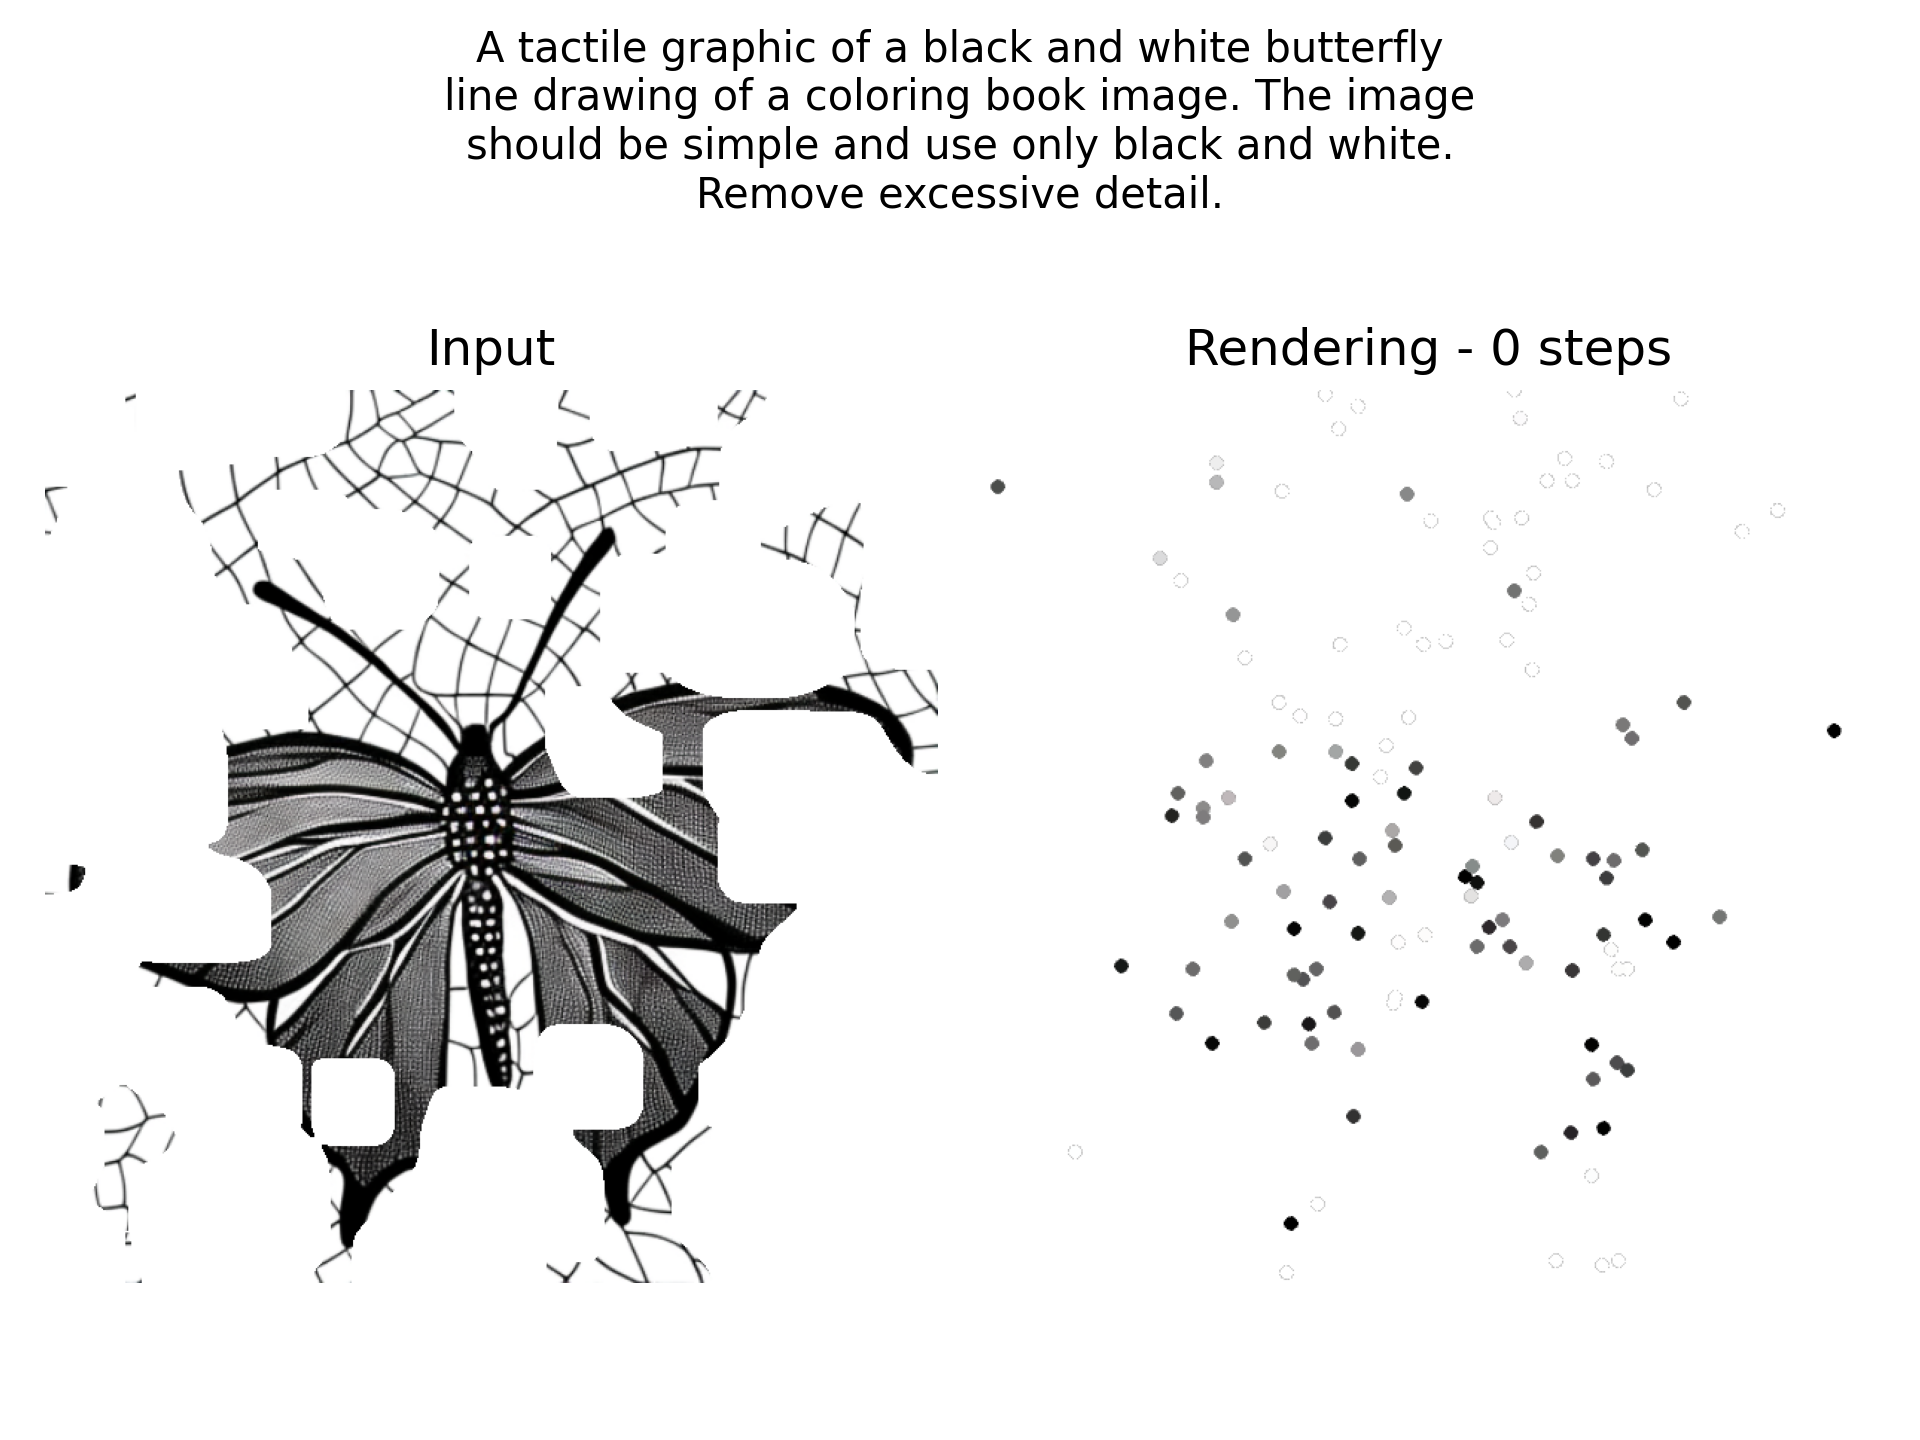 A tactile graphic of a black and white butterfly
line drawing of a coloring book image. The image
should be simple and use only black and white.
Remove excessive detail.
Input
Rendering - 0 steps